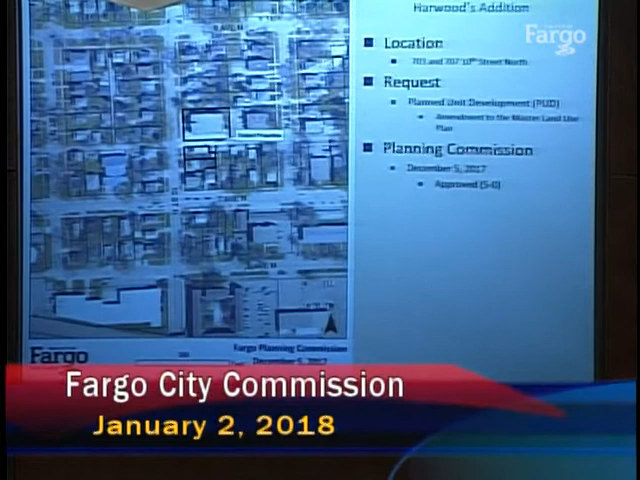 Harwood's Addition
Fargo
Location
703 and 707 10th Street North
Request
Planned Unit Development (PUD)
Amendment to the Master Land Use
Plan
Planning Commission
December 5, 2017
Approved (5-0)
Fargo
Fargo Planning Commission
December 5, 2017
Fargo City Commission
January 2, 2018